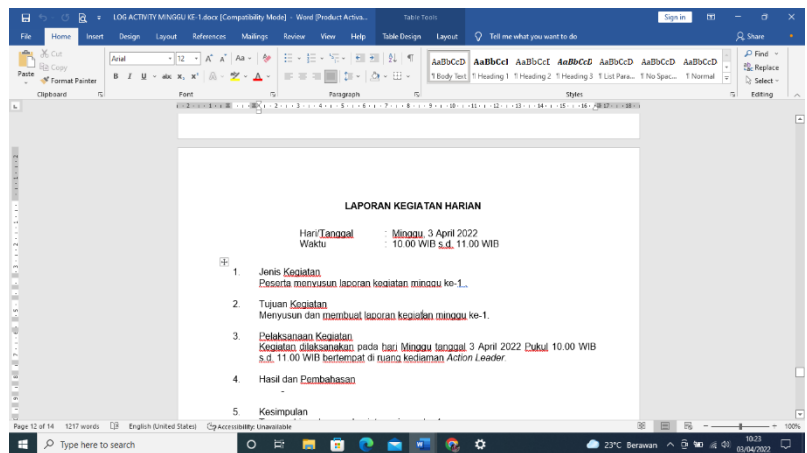 LOG ACTIVITY MINGGU KE-1.docx [Compatibility Mode] - Word (Product Activa...
Table Tools
Sign in
File Home Insert Design Layout References Mailings Review View Help Table Design Layout Tell me what you want to do Share
Cut
Copy
Format Painter
Paste
Arial 12
AaBbCcD AaBbCcI AaBbCcE AaBbCcD AaBbCcD AaBbCcD AaBbCcD
¶ Body Text ¶ Heading 1 ¶ Heading 2 ¶ Heading 3 ¶ List Para... ¶ No Spac... ¶ Normal
Find
Replace
Select
Clipboard Font Paragraph Styles Editing
LAPORAN KEGIATAN HARIAN
Hari/Tanggal : Minggu, 3 April 2022
Waktu : 10.00 WIB s.d. 11.00 WIB
1. Jenis Kegiatan
Peserta menyusun laporan kegiatan minggu ke-1..
2. Tujuan Kegiatan
Menyusun dan membuat laporan kegiatan minggu ke-1.
3. Pelaksanaan Kegiatan
Kegiatan dilaksanakan pada hari Minggu tanggal 3 April 2022 Pukul 10.00 WIB
s.d. 11.00 WIB bertempat di ruang kediaman Action Leader.
4. Hasil dan Pembahasan
-
5. Kesimpulan
Page 12 of 14 1217 words English (United States) Accessibility: Unavailable 100%
Type here to search
23°C Berawan
10:23
03/04/2022